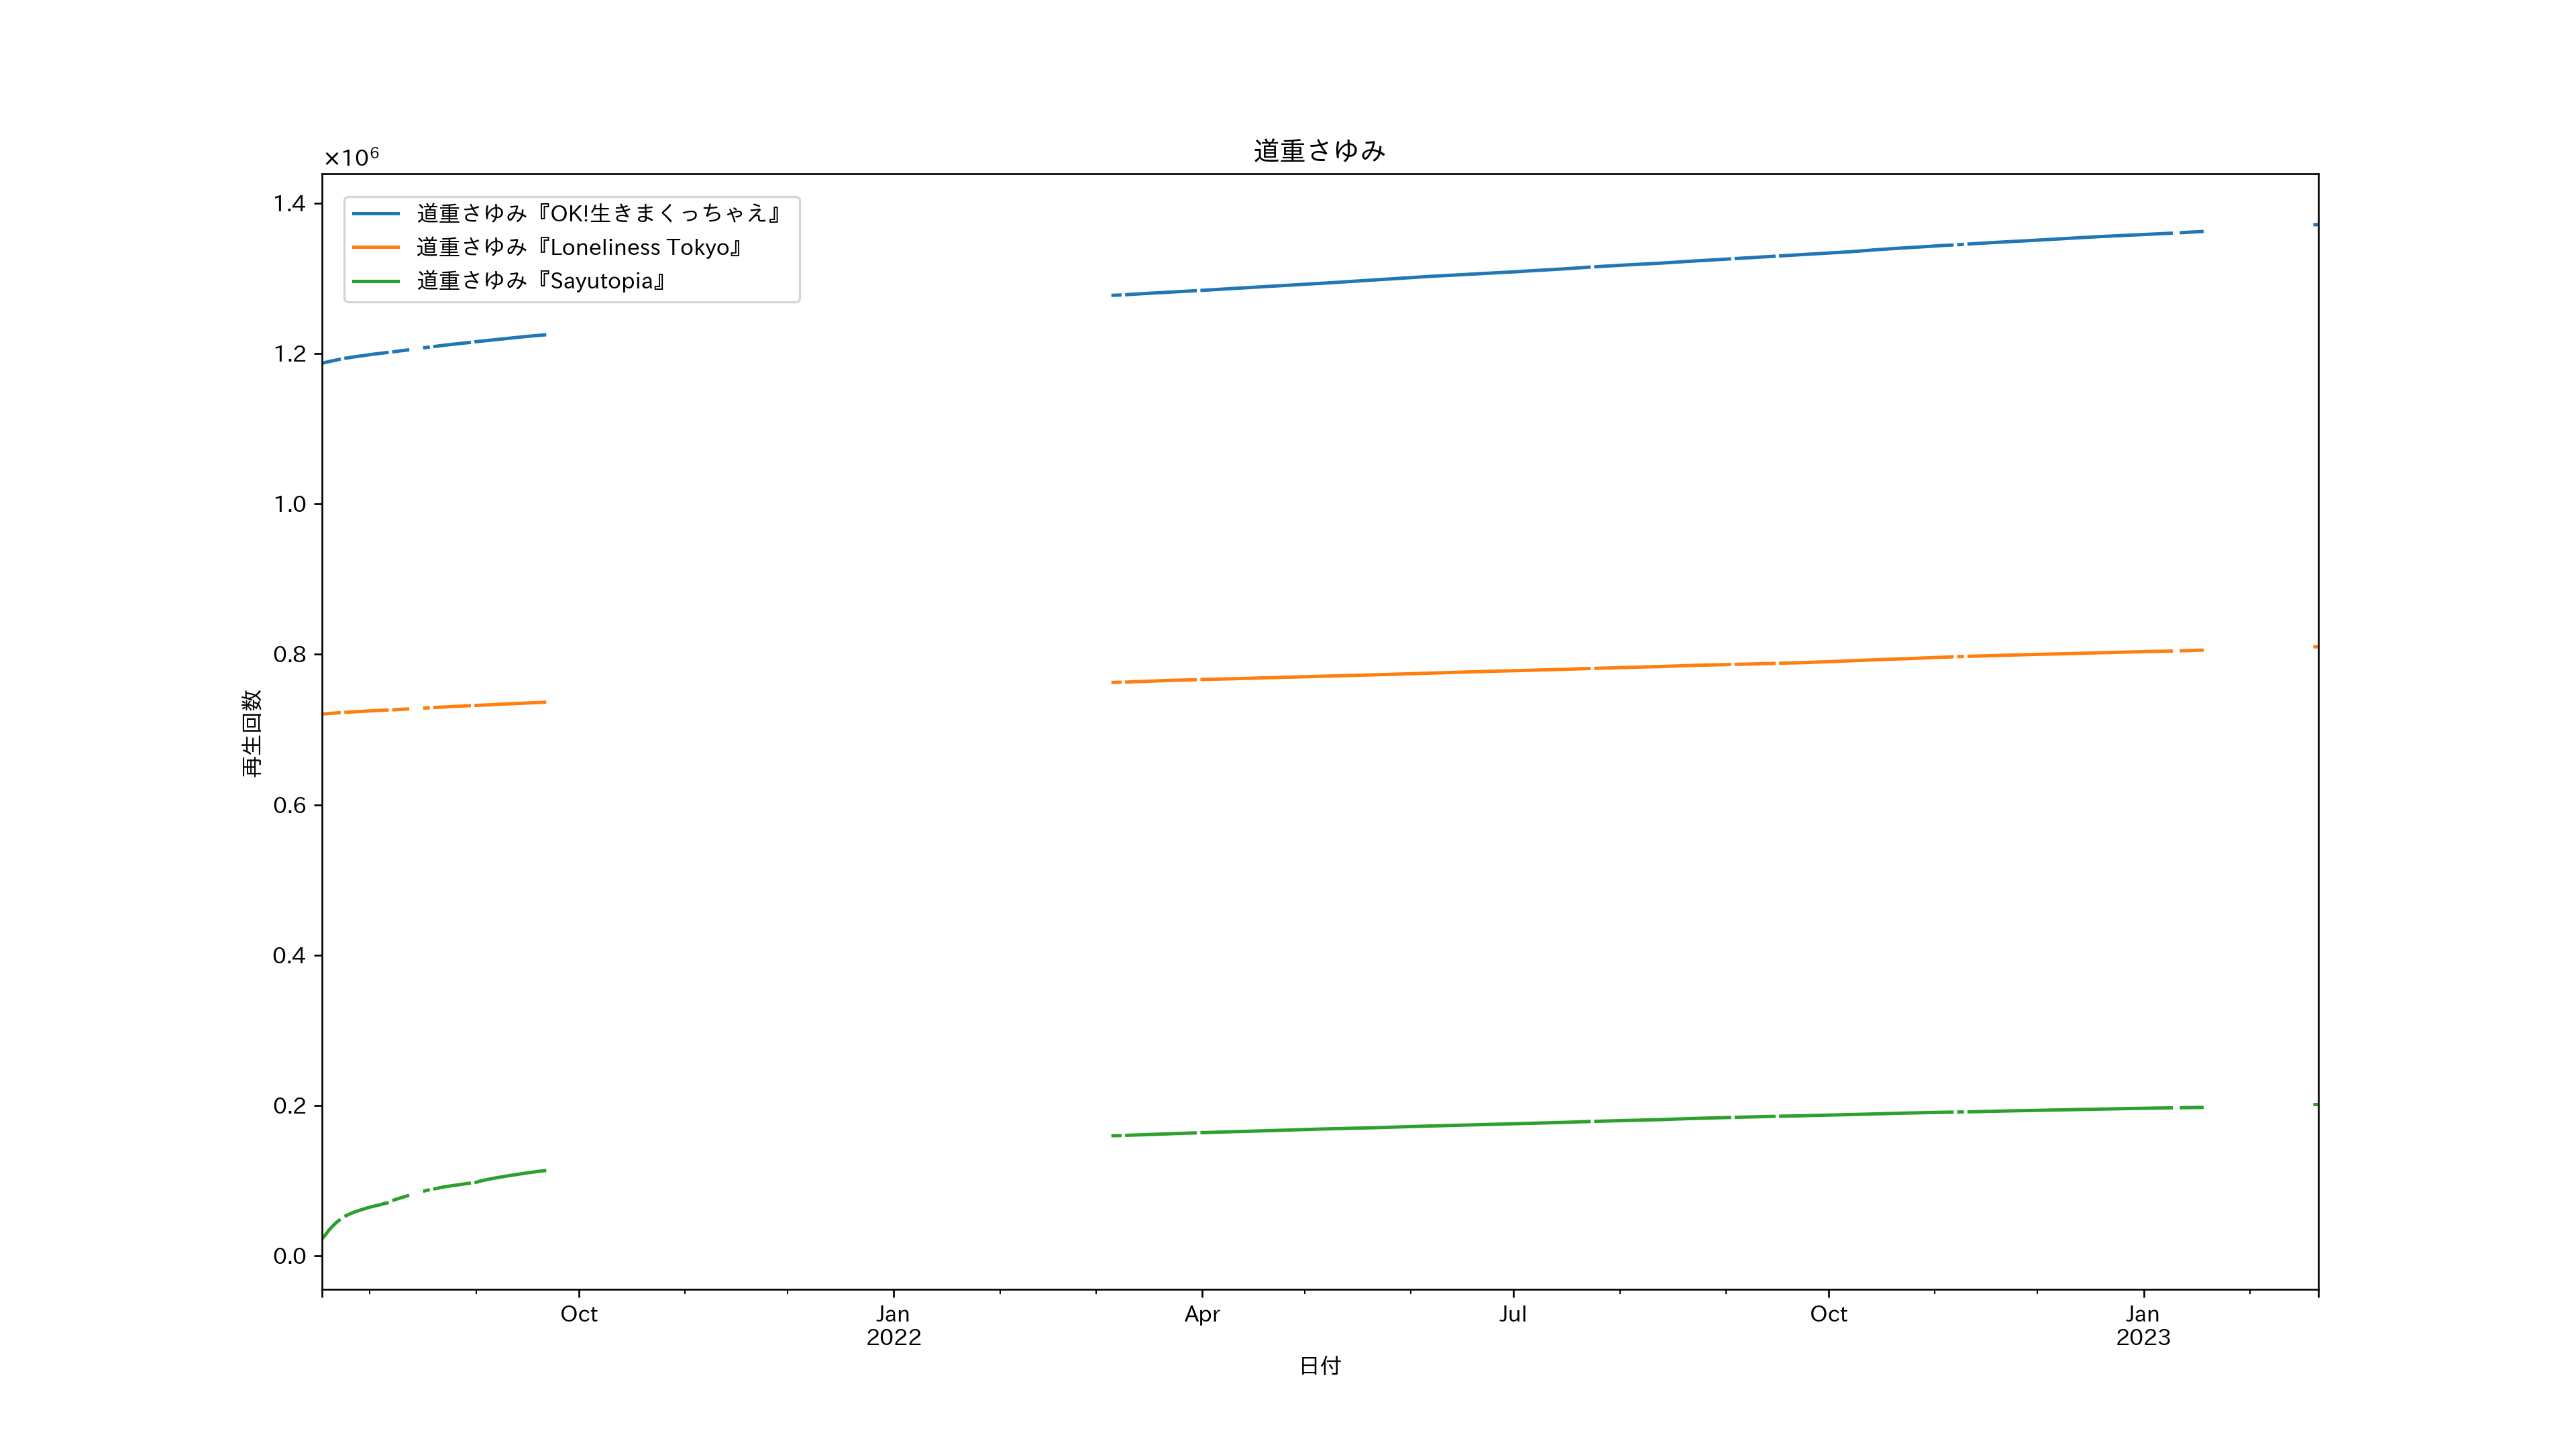 道重さゆみ
×10⁶
1.4
1.2
1.0
0.8
0.6
0.4
0.2
0.0
再生回数
道重さゆみ『OK!生きまくっちゃえ』
道重さゆみ『Loneliness Tokyo』
道重さゆみ『Sayutopia』
Oct
Jan
2022
Apr
Jul
Oct
Jan
2023
日付